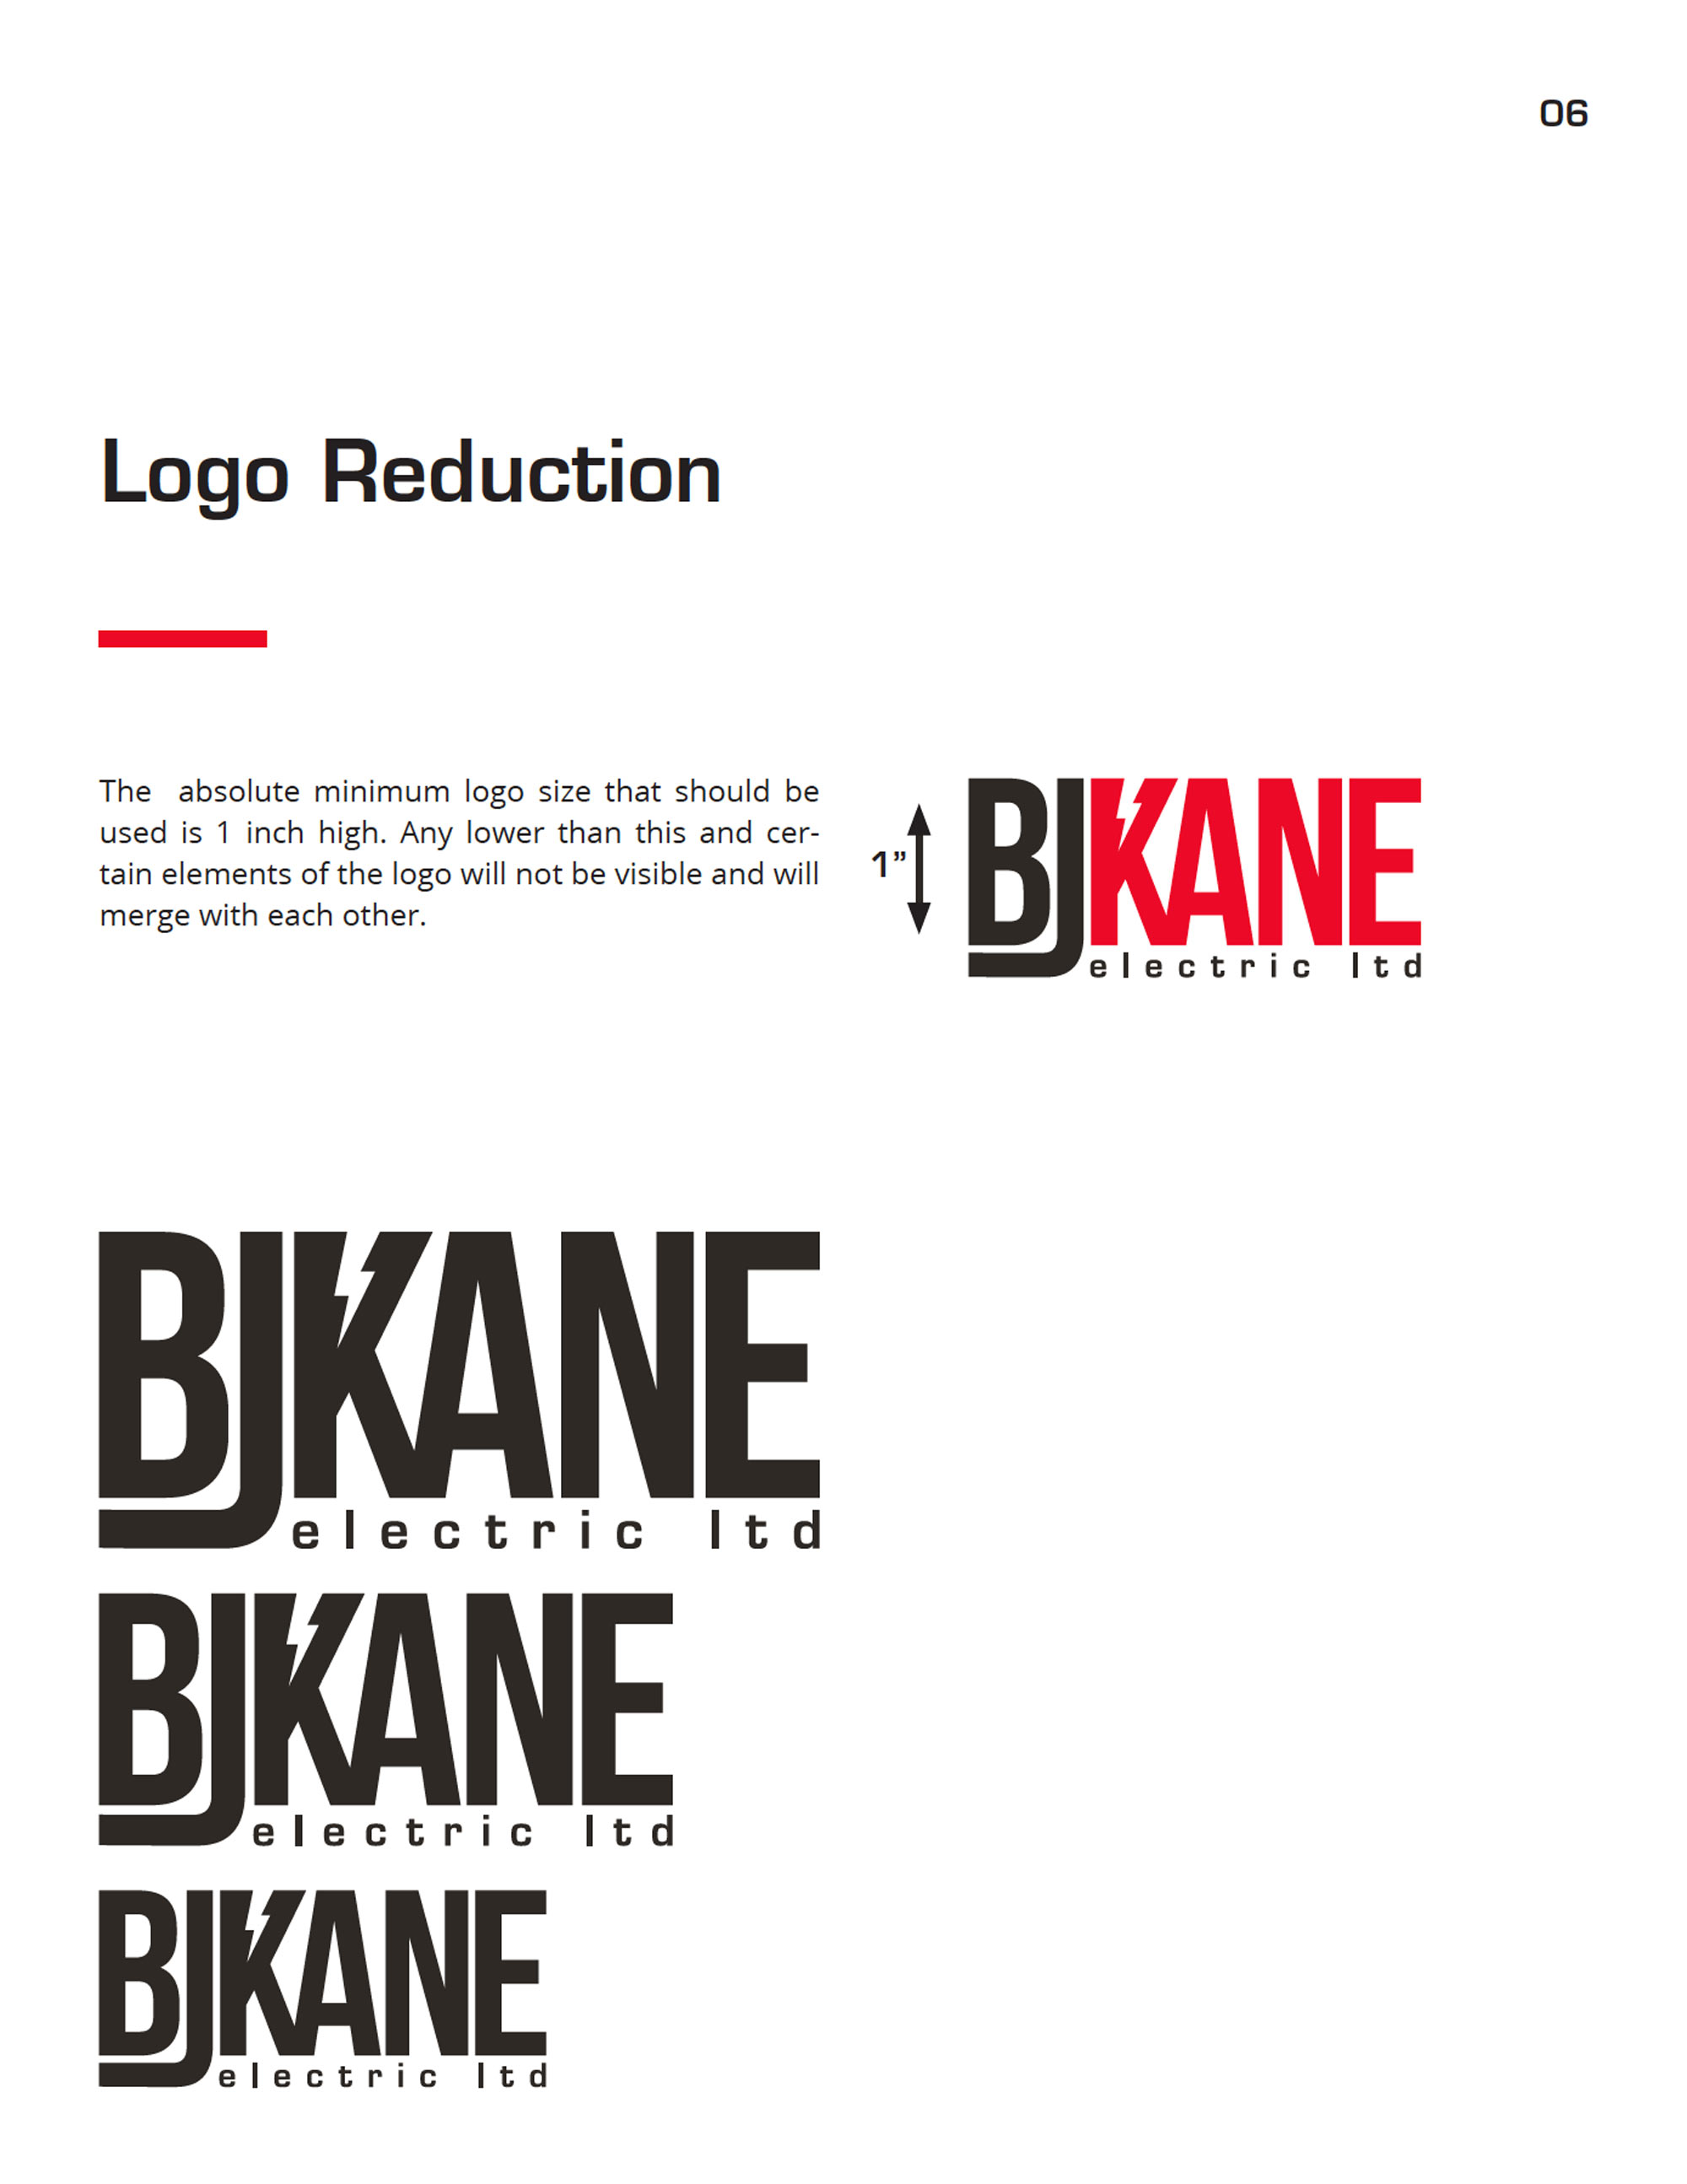 06
Logo Reduction
The absolute minimum logo size that should be
used is 1 inch high. Any lower than this and cer-
tain elements of the logo will not be visible and will
merge with each other.
1”
BJKANE
electric ltd
BJKANE
electric ltd
BJKANE
electric ltd
BJKANE
electric ltd